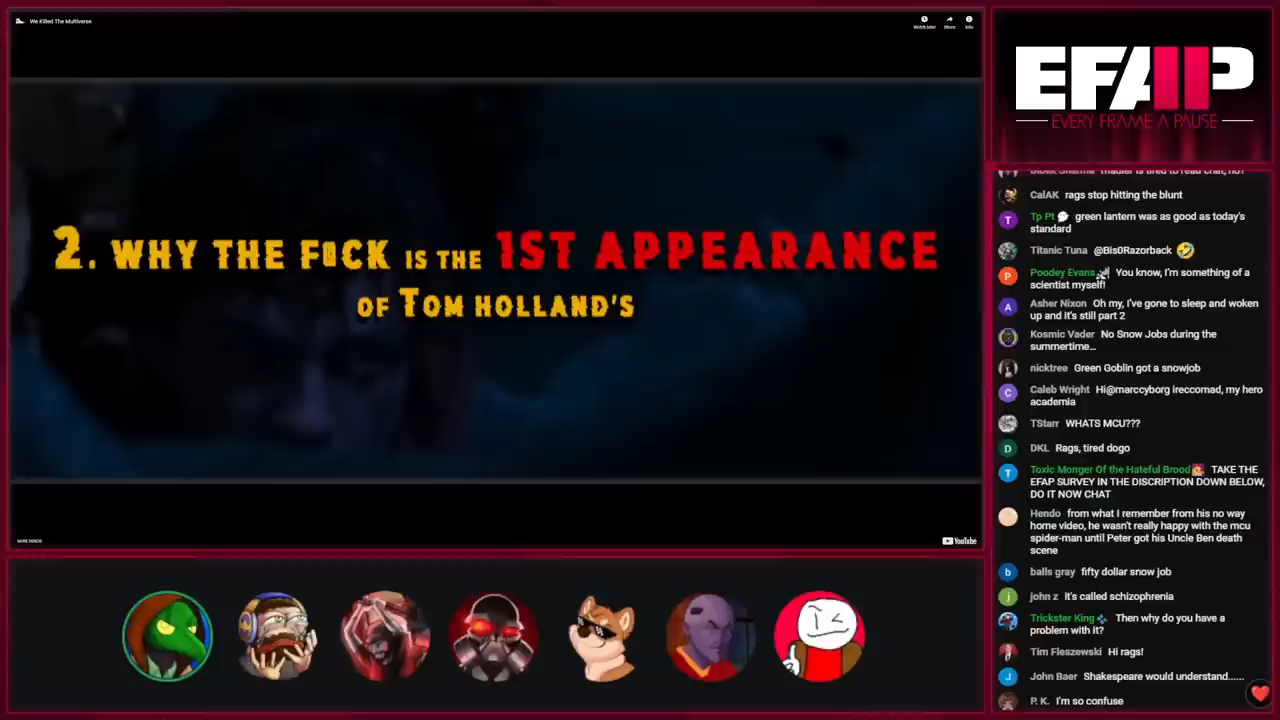 We Killed The Multiverse
Watch Later
Share
Info
2. WHY THE F@CK IS THE 1ST APPEARANCE
OF TOM HOLLAND'S
MORE VIDEOS
YouTube
EFAP
EVERY FRAME A PAUSE
CalAK rags stop hitting the blunt
Tp Pt green lantern was as good as today's
standard
Titanic Tuna @Bis0Razorback 🤣
Poodey Evans You know, I'm something of a
scientist myself!
Asher Nixon Oh my, I've gone to sleep and woken
up and it's still part 2
Kosmic Vader No Snow Jobs during the
summertime...
nicktree Green Goblin got a snowjob
Caleb Wright Hi@marccyborg ireccomad, my hero
academia
TStarr WHATS MCU???
DKL Rags, tired dogo
Toxic Monger Of the Hateful Brood TAKE THE
EFAP SURVEY IN THE DISCRIPTION DOWN BELOW,
DO IT NOW CHAT
Hendo from what I remember from his no way
home video, he wasn't really happy with the mcu
spider-man until Peter got his Uncle Ben death
scene
balls gray fifty dollar snow job
john z it's called schizophrenia
Trickster King Then why do you have a
problem with it?
Tim Fleszewski Hi rags!
John Baer Shakespeare would understand......
P. K. I'm so confuse